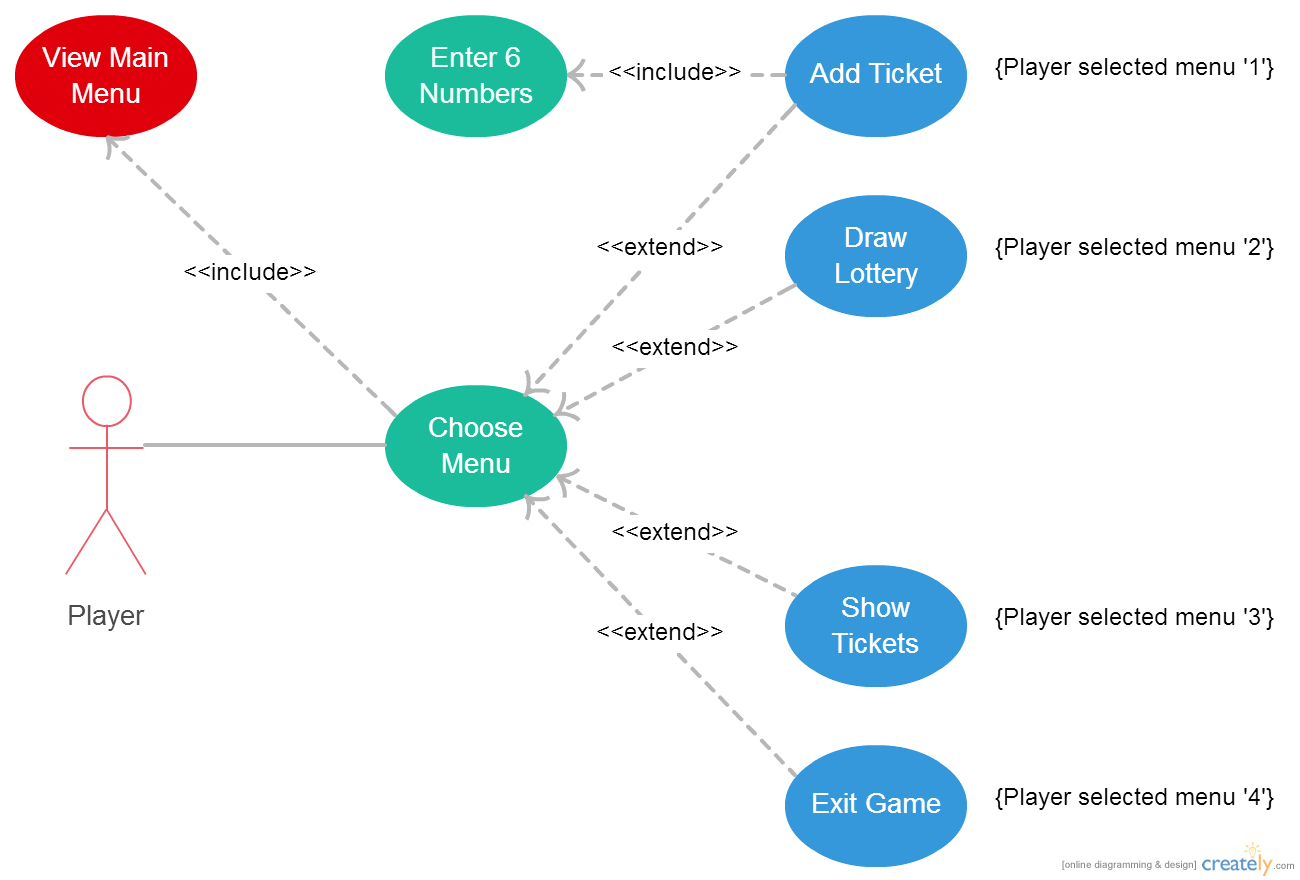 View Main
Menu
Enter 6
Numbers
<<include>>
Add Ticket
{Player selected menu '1'}
<<extend>>
Draw
Lottery
{Player selected menu '2'}
<<include>>
<<extend>>
Choose
Menu
<<extend>>
Show
Tickets
{Player selected menu '3'}
Player
<<extend>>
Exit Game
{Player selected menu '4'}
[online diagramming & design] creately.com